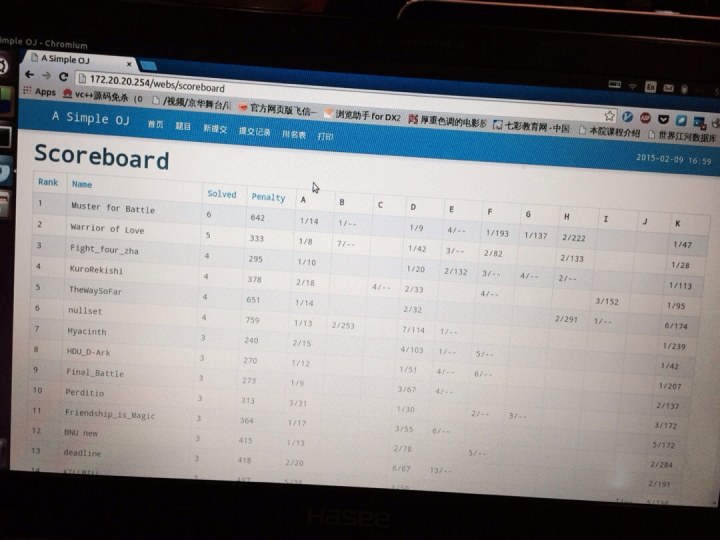 imple OJ - Chromium
A Simple OJ
172.20.20.254/webs/scoreboard
Apps vc++源码免杀（0 /视频/京华舞台/ 官方网页版飞信— 浏览助手 for DX2 厚重色调的电影 七彩教育网 - 中国 本院课程介绍 世界江河数据库
A Simple OJ 首页 题目 新提交 提交记录 排名表 打印 2015-02-09 16:59
Scoreboard
Rank Name Solved Penalty A B C D E F G H I J K
1 Muster for Battle 6 642 1/14 1/-- 1/9 4/-- 1/193 1/137 2/222 1/47
2 Warrior of Love 5 333 1/8 7/-- 1/42 3/-- 2/82 2/133 1/28
3 Fight_four_zha 4 295 1/10 1/20 2/132 3/-- 4/-- 2/-- 1/113
4 KuroRekishi 4 378 2/18 4/-- 2/33 4/-- 3/152 1/95
5 TheWaySoFar 4 651 1/14 2/32 2/291 1/-- 6/174
6 nullset 4 759 1/13 2/253 7/114 1/-- 1/239
7 Hyacinth 3 240 2/15 4/103 1/-- 5/-- 1/42
8 HDU_D-Ark 3 270 1/12 1/51 4/-- 6/-- 1/207
9 Final_Battle 3 273 1/9 3/67 4/-- 2/137
10 Perditio 3 313 3/31 1/30 2/-- 3/-- 3/172
11 Friendship_is_Magic 3 364 1/17 3/55 6/-- 5/172
12 BNU new 3 415 1/13 2/78 5/-- 2/284
13 deadline 3 418 2/20 6/87 13/-- 2/191
14
Hasee